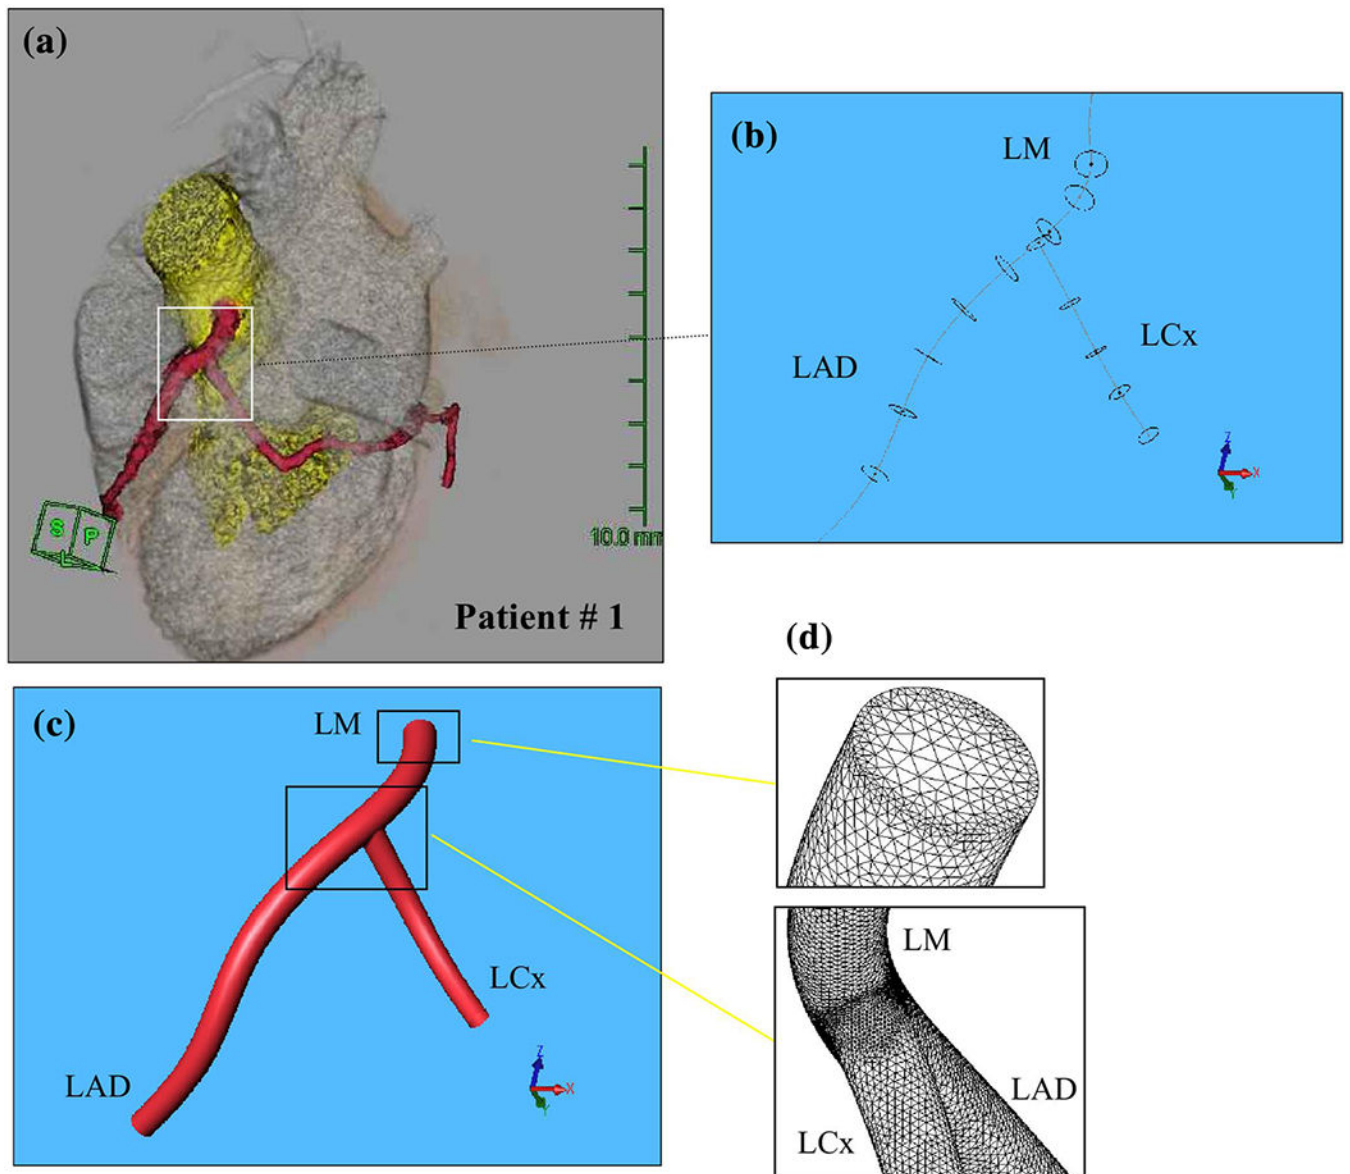 (a)
S P
L
10.0 mm
Patient # 1
(b)
LM
LAD
LCx
Z
X
Y
(c)
LM
LCx
LAD
Z
X
Y
(d)
LM
LAD
LCx